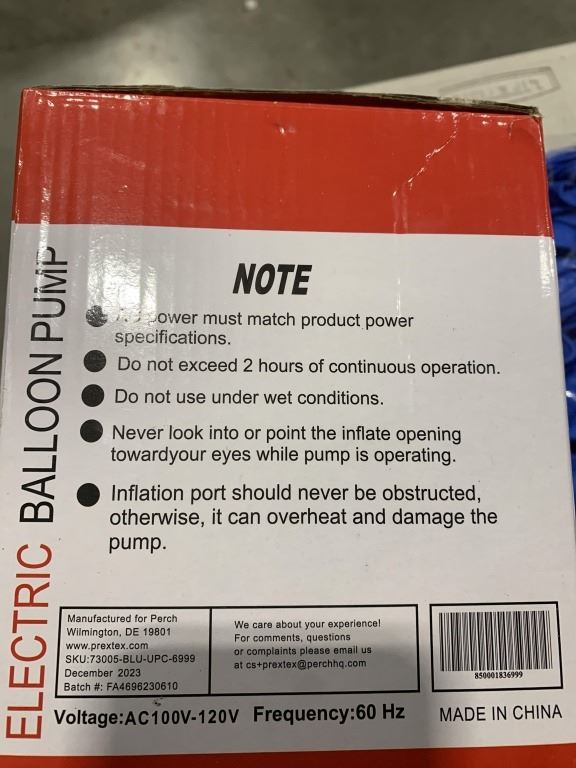 NOTE
power must match product power
specifications.
Do not exceed 2 hours of continuous operation.
Do not use under wet conditions.
Never look into or point the inflate opening
towardyour eyes while pump is operating.
Inflation port should never be obstructed,
otherwise, it can overheat and damage the
pump.
ELECTRIC BALLOON PUMP
Manufactured for Perch
Wilmington, DE 19801
www.prextex.com
SKU:73005-BLU-UPC-6999
December 2023
Batch #: FA4696230610
We care about your experience!
For comments, questions
or complaints please email us
at cs+prextex@perchhq.com
850001836999
Voltage:AC100V-120V Frequency:60 Hz
MADE IN CHINA